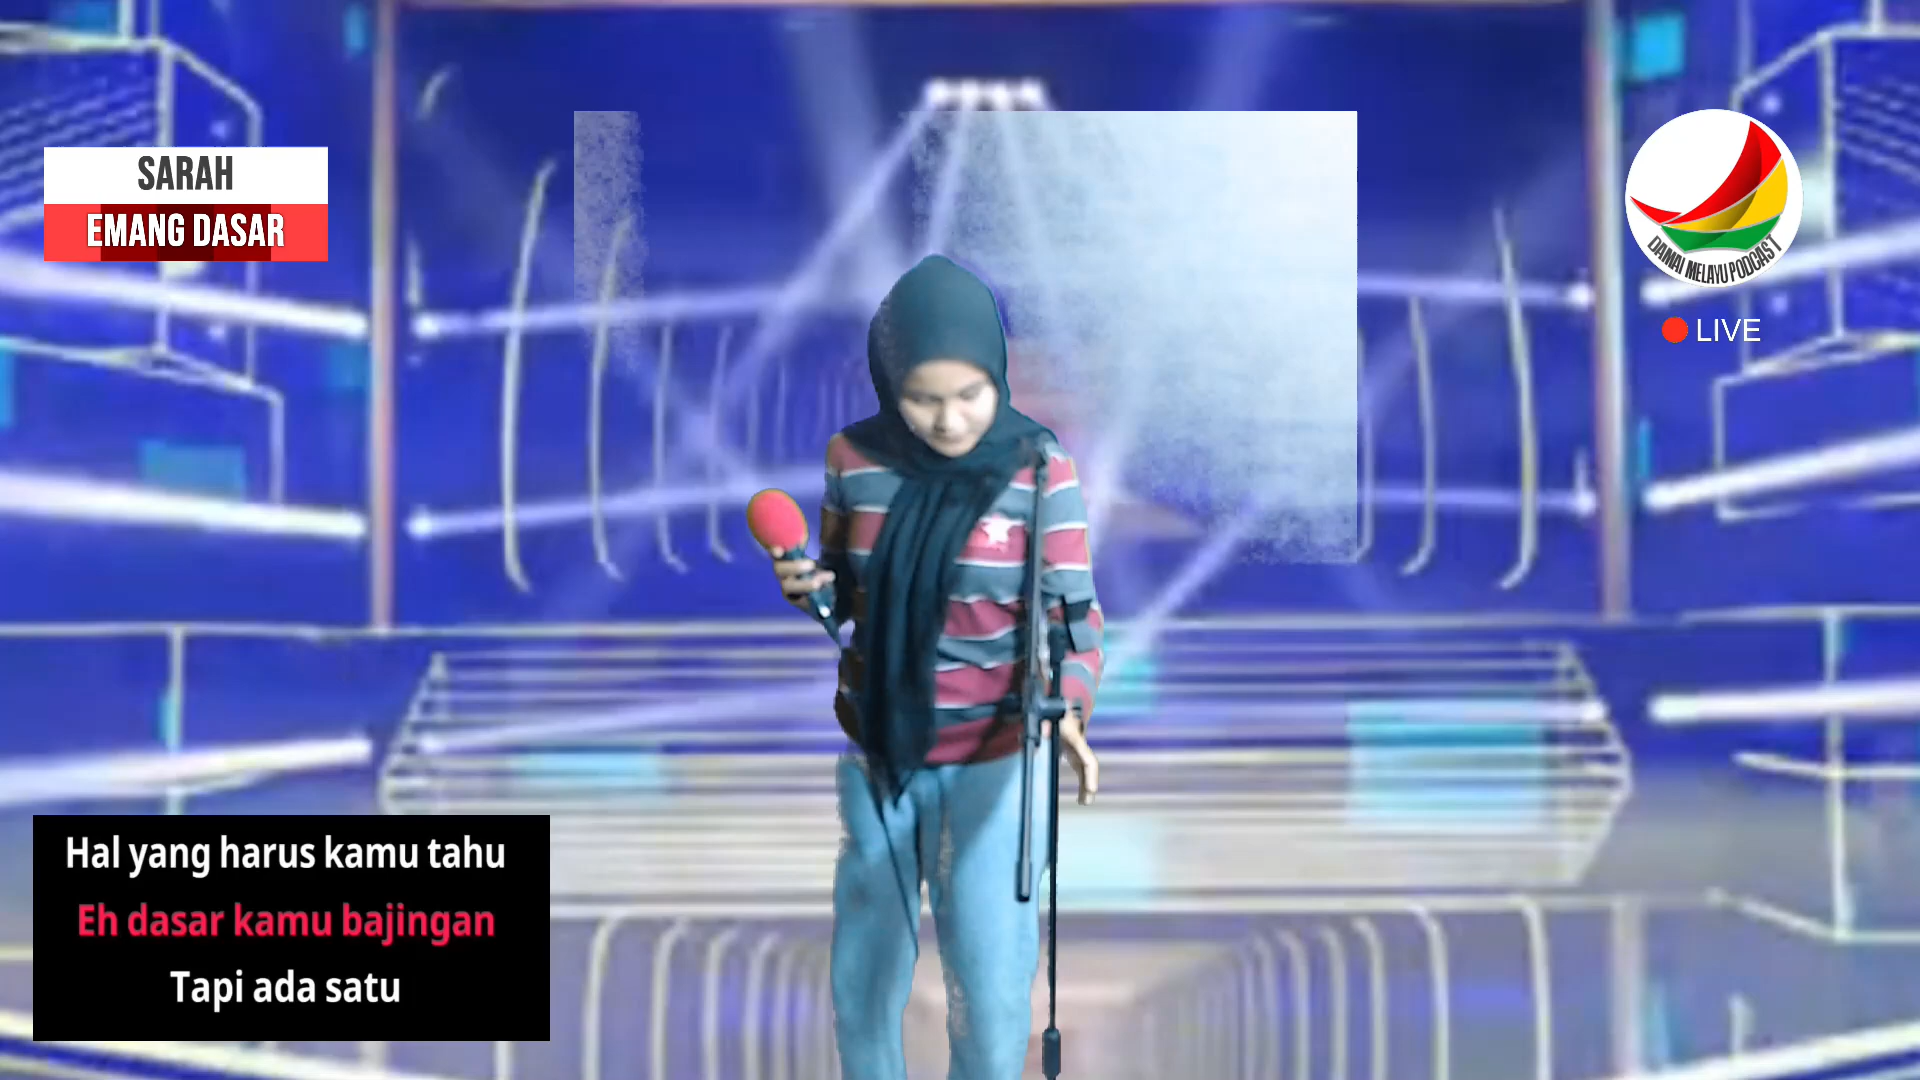 SARAH
EMANG DASAR
DAMAI MELAYU PODCAST
LIVE
Hal yang harus kamu tahu
Eh dasar kamu bajingan
Tapi ada satu